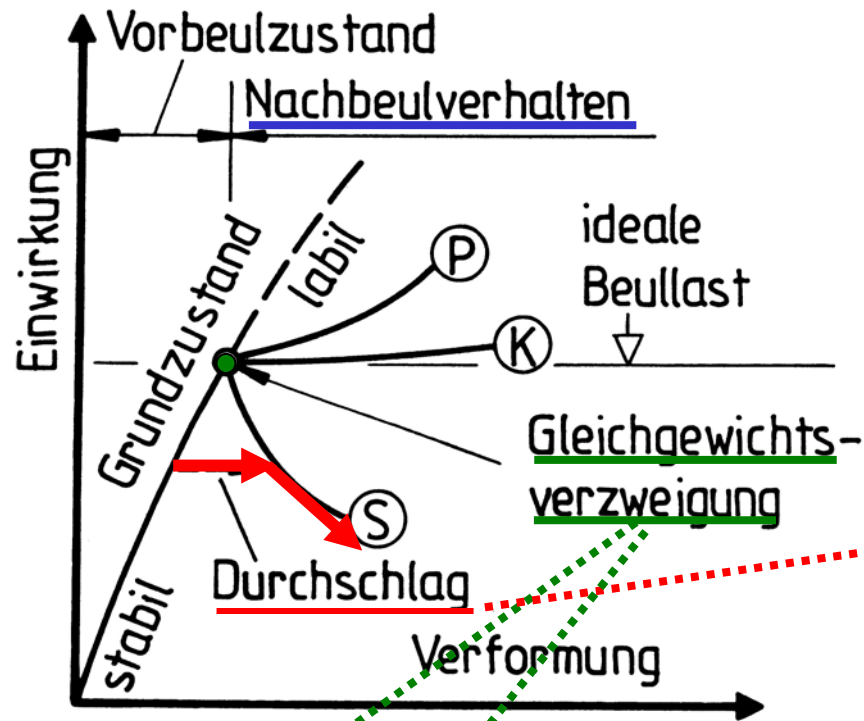 Vorbeulzustand
Nachbeulverhalten
Einwirkung
Grundzustand
labil
P
ideale
Beullast
K
Gleichgewichts-
verzweigung
S
Durchschlag
stabil
Verformung